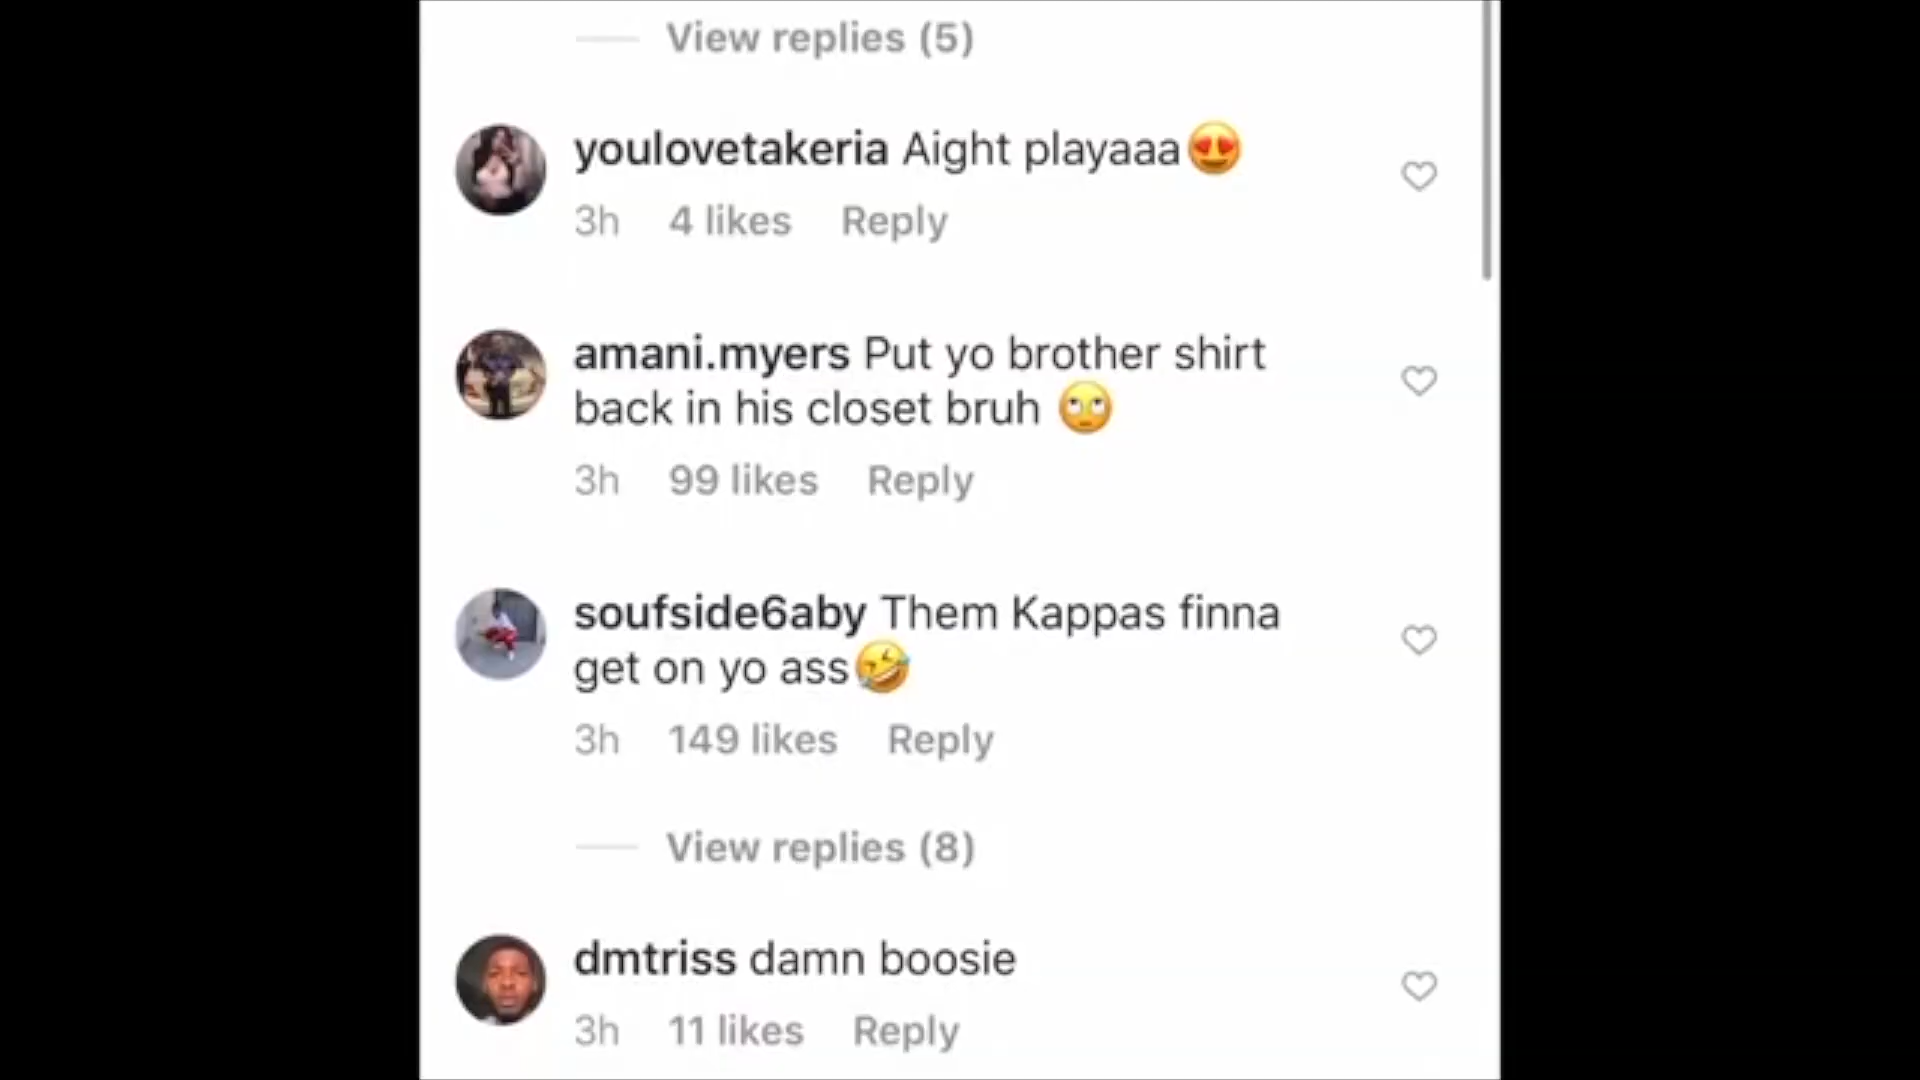 View replies (5)
youlovetakeria Aight playaaa😍
3h 4 likes Reply
amani.myers Put yo brother shirt
back in his closet bruh 🙄
3h 99 likes Reply
soufside6aby Them Kappas finna
get on yo ass🤣
3h 149 likes Reply
View replies (8)
dmtriss damn boosie
3h 11 likes Reply